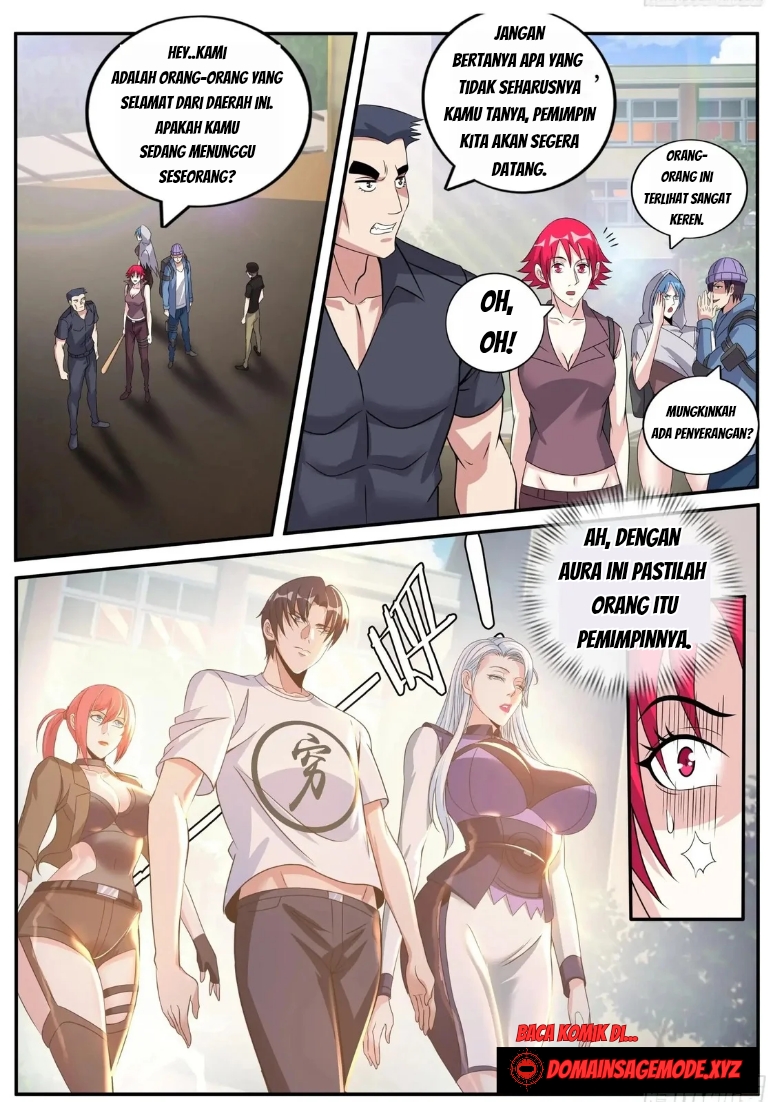 HEY..KAMI
ADALAH ORANG-ORANG YANG
SELAMAT DARI DAERAH INI.
APAKAH KAMU
SEDANG MENUNGGU
SESEORANG?
JANGAN
BERTANYA APA YANG
TIDAK SEHARUSNYA
KAMU TANYA, PEMIMPIN
KITA AKAN SEGERA
DATANG.
ORANG-
ORANG INI
TERLIHAT SANGAT
KEREN.
OH,
OH!
MUNGKINKAH
ADA PENYERANGAN?
AH, DENGAN
AURA INI PASTILAH
ORANG ITU
PEMIMPINNYA.
呼
穷
BACA KOMIK DI...
DOMAINSAGEMODE.XYZ